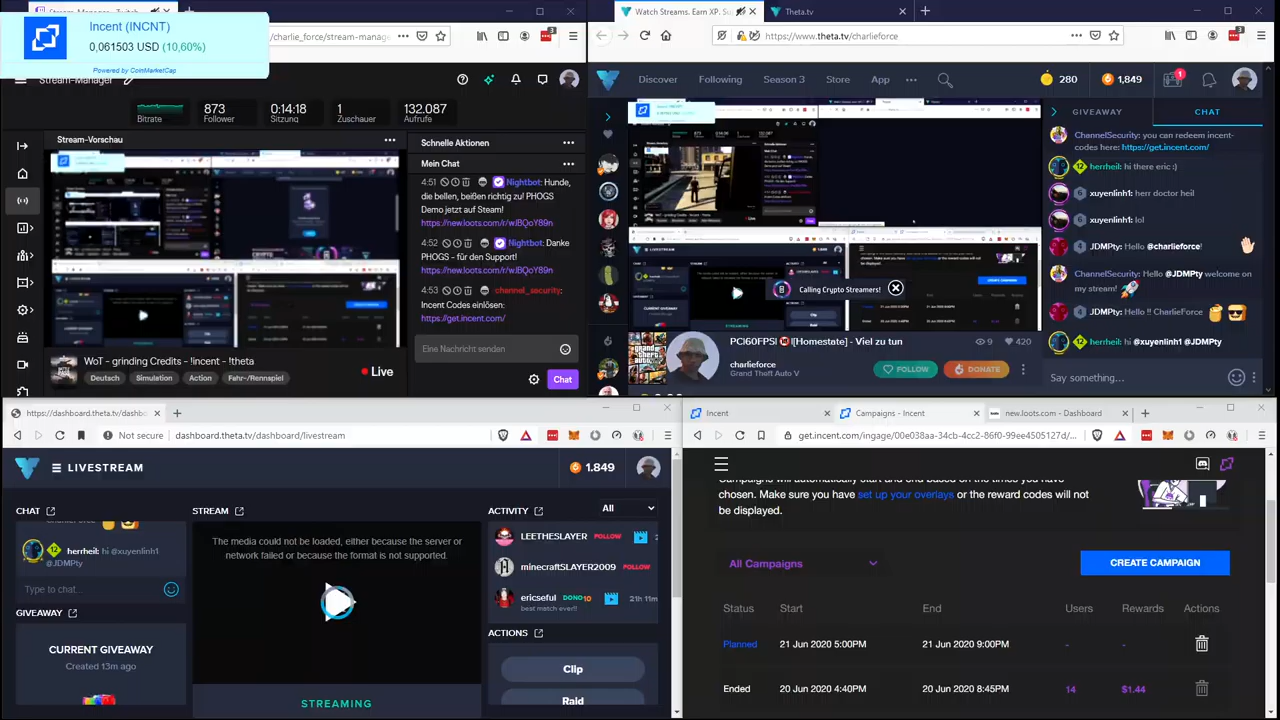 Incent (INCNT)
0,061503 USD (10,60%)
Powered by CoinMarketCap
/charlie_force/stream-manage
Stream-Manager
873
Follower
0:14:18
Sitzung
1
Zuschauer
132.087
Aufrufe
Bitrate
Stream-Vorschau
Schnelle Aktionen
Mein Chat
4:51 Nightbot: Hunde,
die bellen, beißen richtig zu! PHOGS
Demo jetzt auf Steam!
https://new.loots.com/r/ndBQoY89n
4:52 Nightbot: Danke
PHOGS - für den Support
https://new.loots.com/r/ndBQoY89n
4:53 channel_security:
Incent Codes einlösen:
https://get.incent.com/
Eine Nachricht senden
Chat
WoT - grinding Credits - !incent - !theta
Deutsch
Simulation
Action
Fahr-/Rennspiel
Live
Watch Streams. Earn XP. Su
Theta.tv
https://www.theta.tv/charlieforce
Discover
Following
Season 3
Store
App
280
1,849
1
GIVEAWAY
CHAT
ChannelSecurity: you can redeem incent-
codes here: https://get.incent.com/
12 herrheil: hi there eric :)
xuyenlinh1: herr doctor heil
xuyenlinh1: lol
JDMPty: Hello @charlieforce!
ChannelSecurity: Hello @JDMPty welcome on
my stream!
JDMPty: Hello !! CharlieForce
12 herrheil: hi @xuyenlinh1 @JDMPty
Say something...
Calling Crypto Streamers!
PC|60FPS| |[Homestate] - Viel zu tun
9
420
charlieforce
Grand Theft Auto V
FOLLOW
DONATE
https://dashboard.theta.tv/dashbo
Not secure
dashboard.theta.tv/dashboard/livestream
LIVESTREAM
1.849
CHAT
12 herrheil: hi @xuyenlinh1
@JDMPty
Type to chat...
GIVEAWAY
CURRENT GIVEAWAY
Created 13m ago
STREAM
The media could not be loaded, either because the server or
network failed or because the format is not supported.
STREAMING
ACTIVITY
All
LEETHESLAYER FOLLOW
minecraftSLAYER2009 FOLLOW
ericseful DONO10
21h 11m
beat match ever!!
ACTIONS
Clip
Raid
Incent
Campaigns - Incent
new.loots.com - Dashboard
get.incent.com/ingage/00e038aa-34cb-4cc2-86f0-99ee4505127d/...
Campaigns will automatically start and end based on the times you have
chosen. Make sure you have set up your overlays or the reward codes will not
be displayed.
All Campaigns
CREATE CAMPAIGN
Status
Start
End
Users
Rewards
Actions
Planned
21 Jun 2020 5:00PM
21 Jun 2020 9:00PM
-
-
Ended
20 Jun 2020 4:40PM
20 Jun 2020 8:45PM
14
$1.44